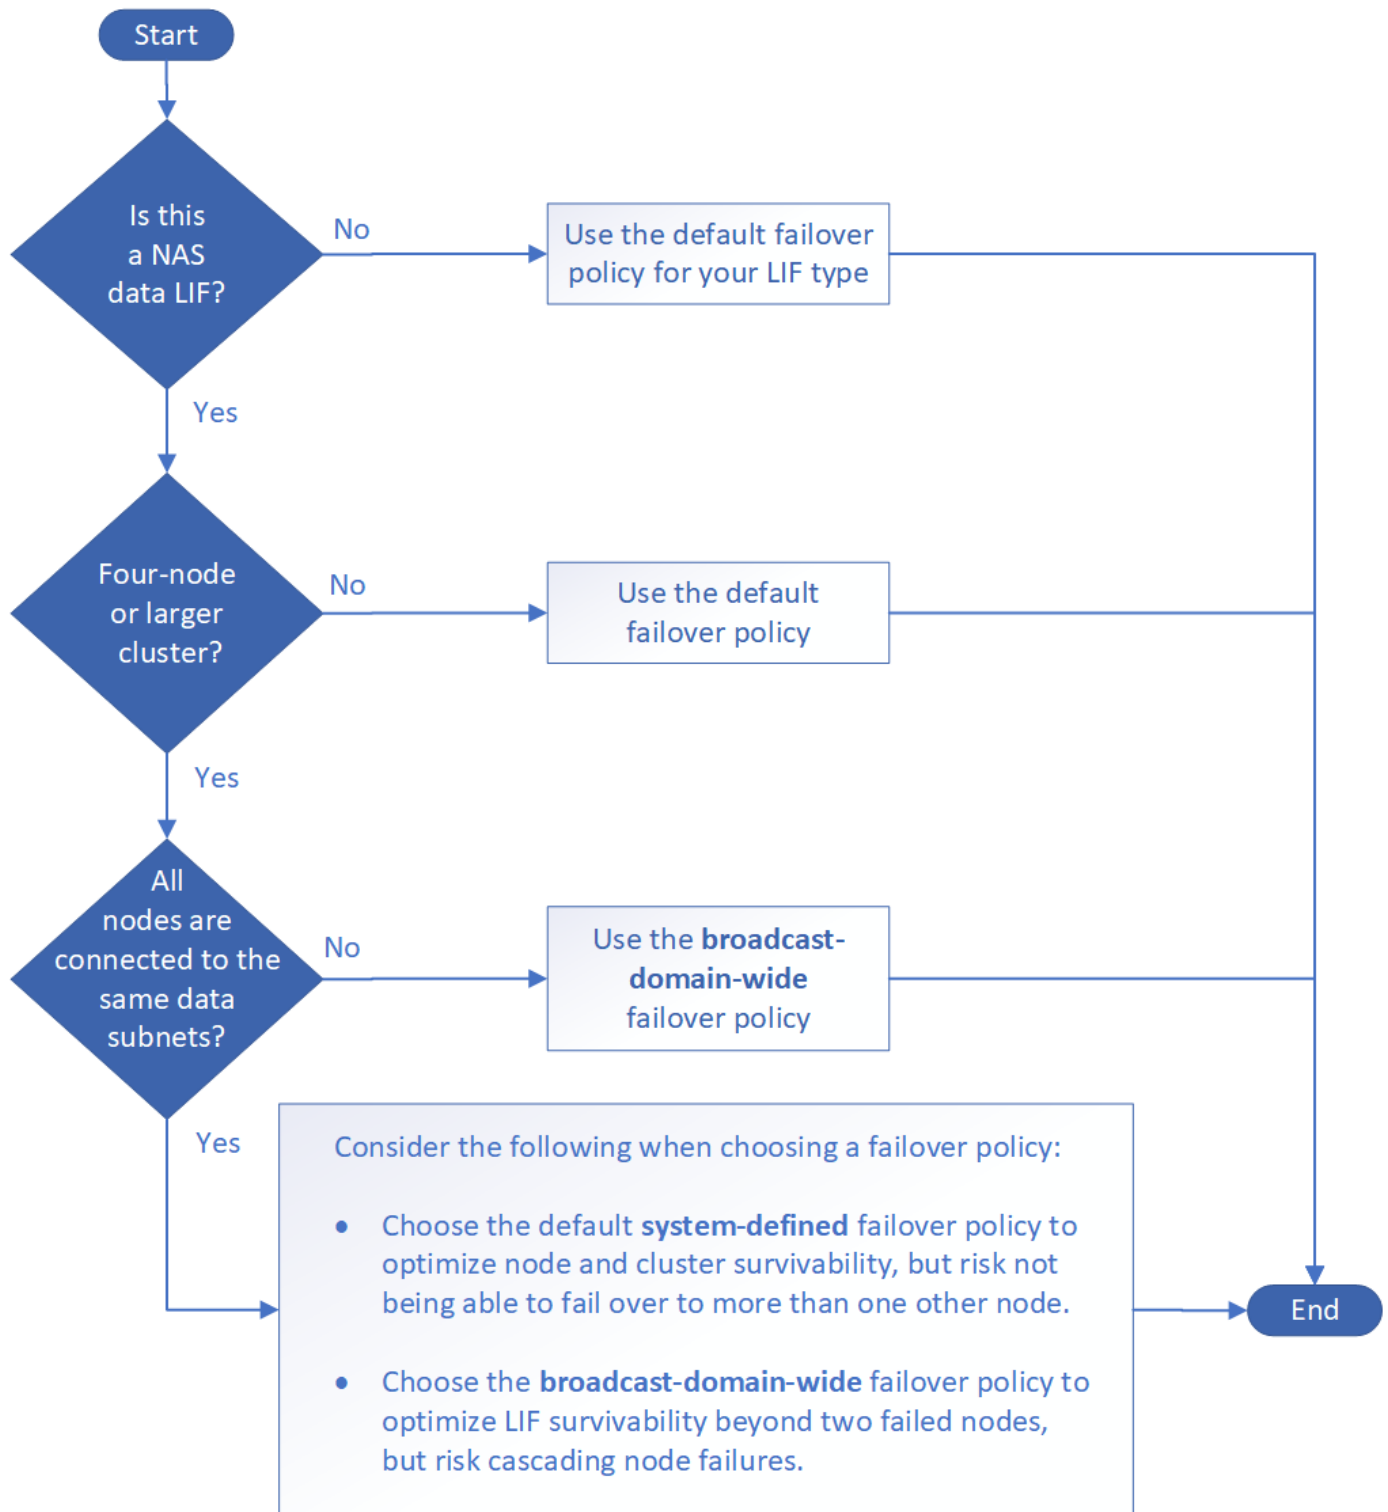 Start
Is this
a NAS
data LIF?
No
Use the default failover
policy for your LIF type
Yes
Four-node
or larger
cluster?
No
Use the default
failover policy
Yes
All
nodes are
connected to the
same data
subnets?
No
Use the broadcast-
domain-wide
failover policy
Yes
Consider the following when choosing a failover policy:
• Choose the default system-defined failover policy to
optimize node and cluster survivability, but risk not
being able to fail over to more than one other node.
• Choose the broadcast-domain-wide failover policy to
optimize LIF survivability beyond two failed nodes,
but risk cascading node failures.
End